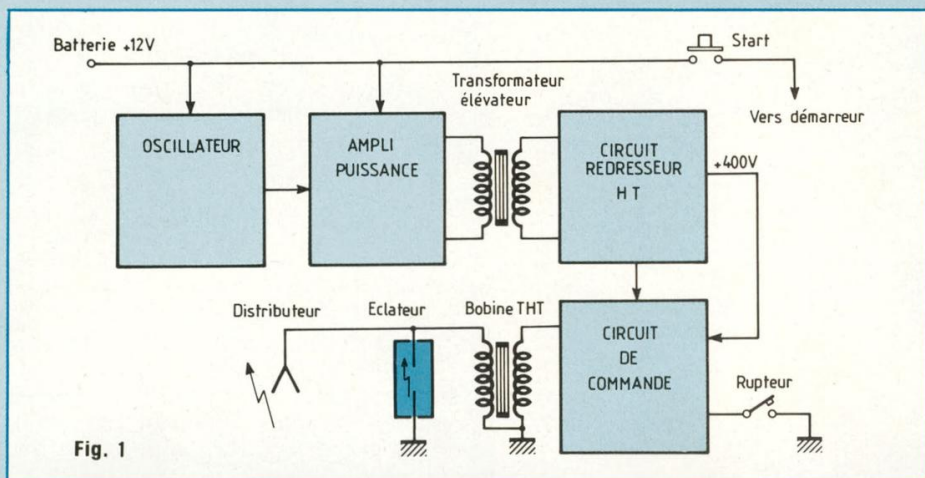 Batterie +12V
Start
Transformateur
élévateur
Vers démarreur
OSCILLATEUR
AMPLI
PUISSANCE
CIRCUIT
REDRESSEUR
H T
+400V
Distributeur
Eclateur
Bobine THT
CIRCUIT
DE
COMMANDE
Rupteur
Fig. 1